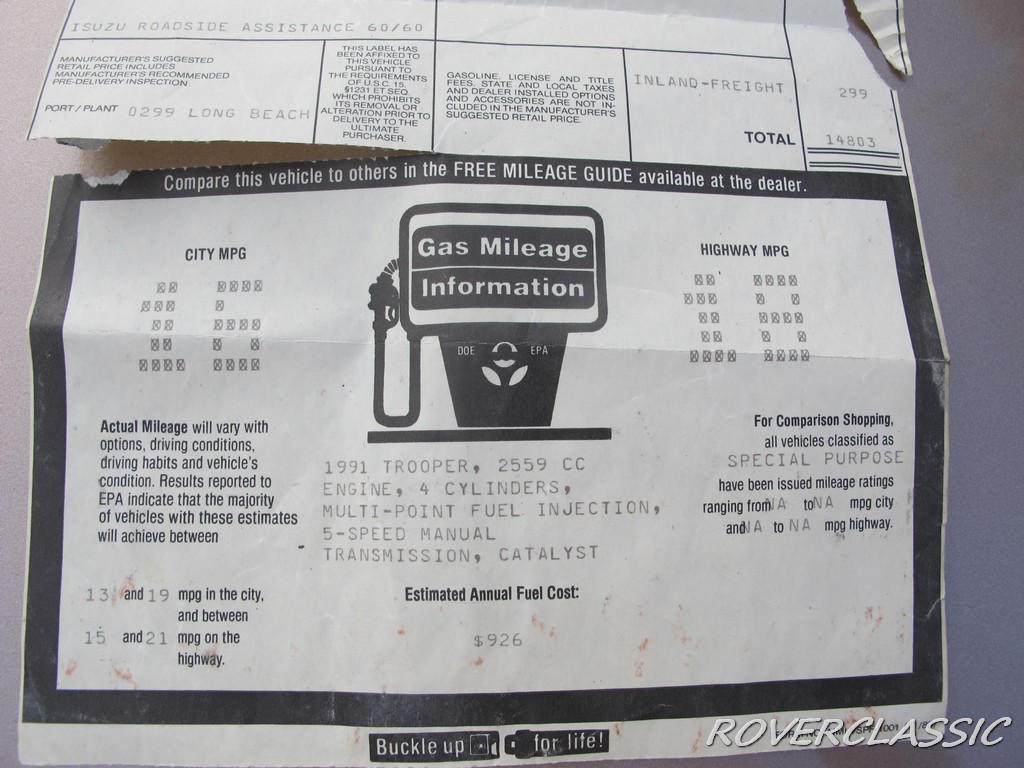 ISUZU ROADSIDE ASSISTANCE 60/60
MANUFACTURER'S SUGGESTED
RETAIL PRICE INCLUDES
MANUFACTURER'S RECOMMENDED
PRE-DELIVERY INSPECTION.
PORT / PLANT 0299 LONG BEACH
THIS LABEL HAS
BEEN AFFIXED TO
THIS VEHICLE
PURSUANT TO
THE REQUIREMENTS
OF U.S.C. 15,
§1231 ET SEQ.
WHICH PROHIBITS
ITS REMOVAL OR
ALTERATION PRIOR TO
DELIVERY TO THE
ULTIMATE
PURCHASER.
GASOLINE, LICENSE AND TITLE
FEES, STATE AND LOCAL TAXES
AND DEALER INSTALLED OPTIONS
AND ACCESSORIES ARE NOT IN-
CLUDED IN THE MANUFACTURER'S
SUGGESTED RETAIL PRICE.
INLAND-FREIGHT 299
TOTAL 14803
Compare this vehicle to others in the FREE MILEAGE GUIDE available at the dealer.
CITY MPG
16
Gas Mileage
Information
DOE EPA
HIGHWAY MPG
18
Actual Mileage will vary with
options, driving conditions,
driving habits and vehicle's
condition. Results reported to
EPA indicate that the majority
of vehicles with these estimates
will achieve between
13 and 19 mpg in the city,
and between
15 and 21 mpg on the
highway.
1991 TROOPER, 2559 CC
ENGINE, 4 CYLINDERS,
MULTI-POINT FUEL INJECTION,
5-SPEED MANUAL
TRANSMISSION, CATALYST
Estimated Annual Fuel Cost:
$926
For Comparison Shopping,
all vehicles classified as
SPECIAL PURPOSE
have been issued mileage ratings
ranging from NA to NA mpg city
and NA to NA mpg highway.
Buckle up for life!
ROVERCLASSIC